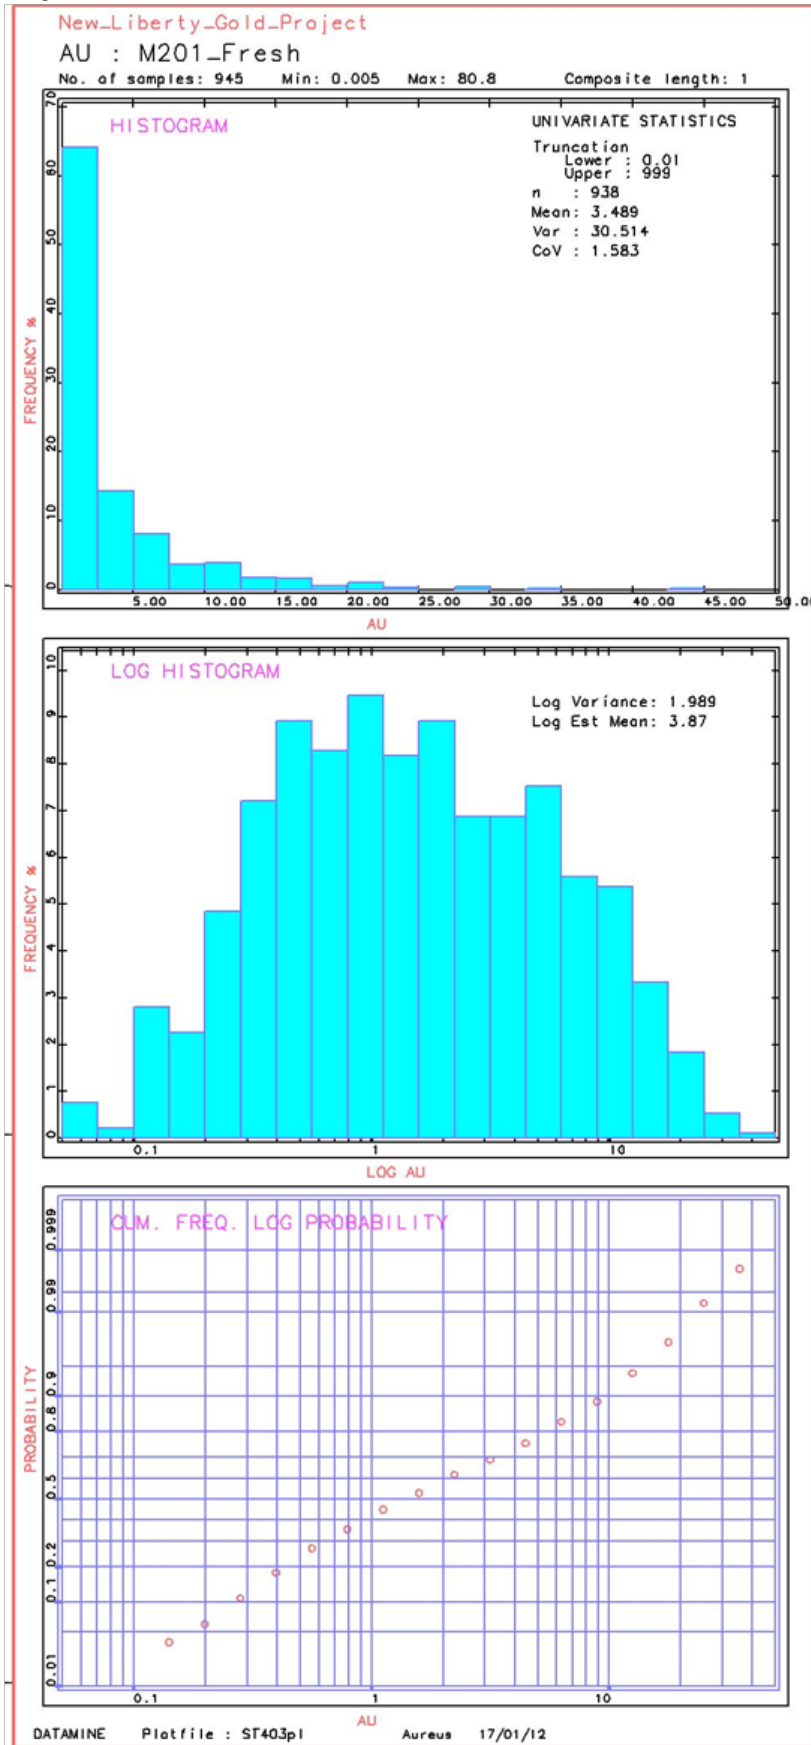 New_Liberty_Gold_Project
AU : M201_Fresh
No. of samples: 945 Min: 0.005 Max: 80.8 Composite length: 1
HISTOGRAM
UNIVARIATE STATISTICS
Truncation
Lower : 0.01
Upper : 999
n : 938
Mean: 3.489
Var : 30.514
CoV : 1.583
FREQUENCY %
70
60
50
40
30
20
10
0
5.00 10.00 15.00 20.00 25.00 30.00 35.00 40.00 45.00 50.00
AU
LOG HISTOGRAM
Log Variance: 1.989
Log Est Mean: 3.87
FREQUENCY %
10
9
8
7
6
5
4
3
2
1
0
0.1 1 10
LOG AU
CUM. FREQ. LOG PROBABILITY
PROBABILITY
0.999
0.99
0.9
0.8
0.5
0.2
0.1
0.01
0.1 1 10
AU
DATAMINE Plotfile : ST403pl Aureus 17/01/12